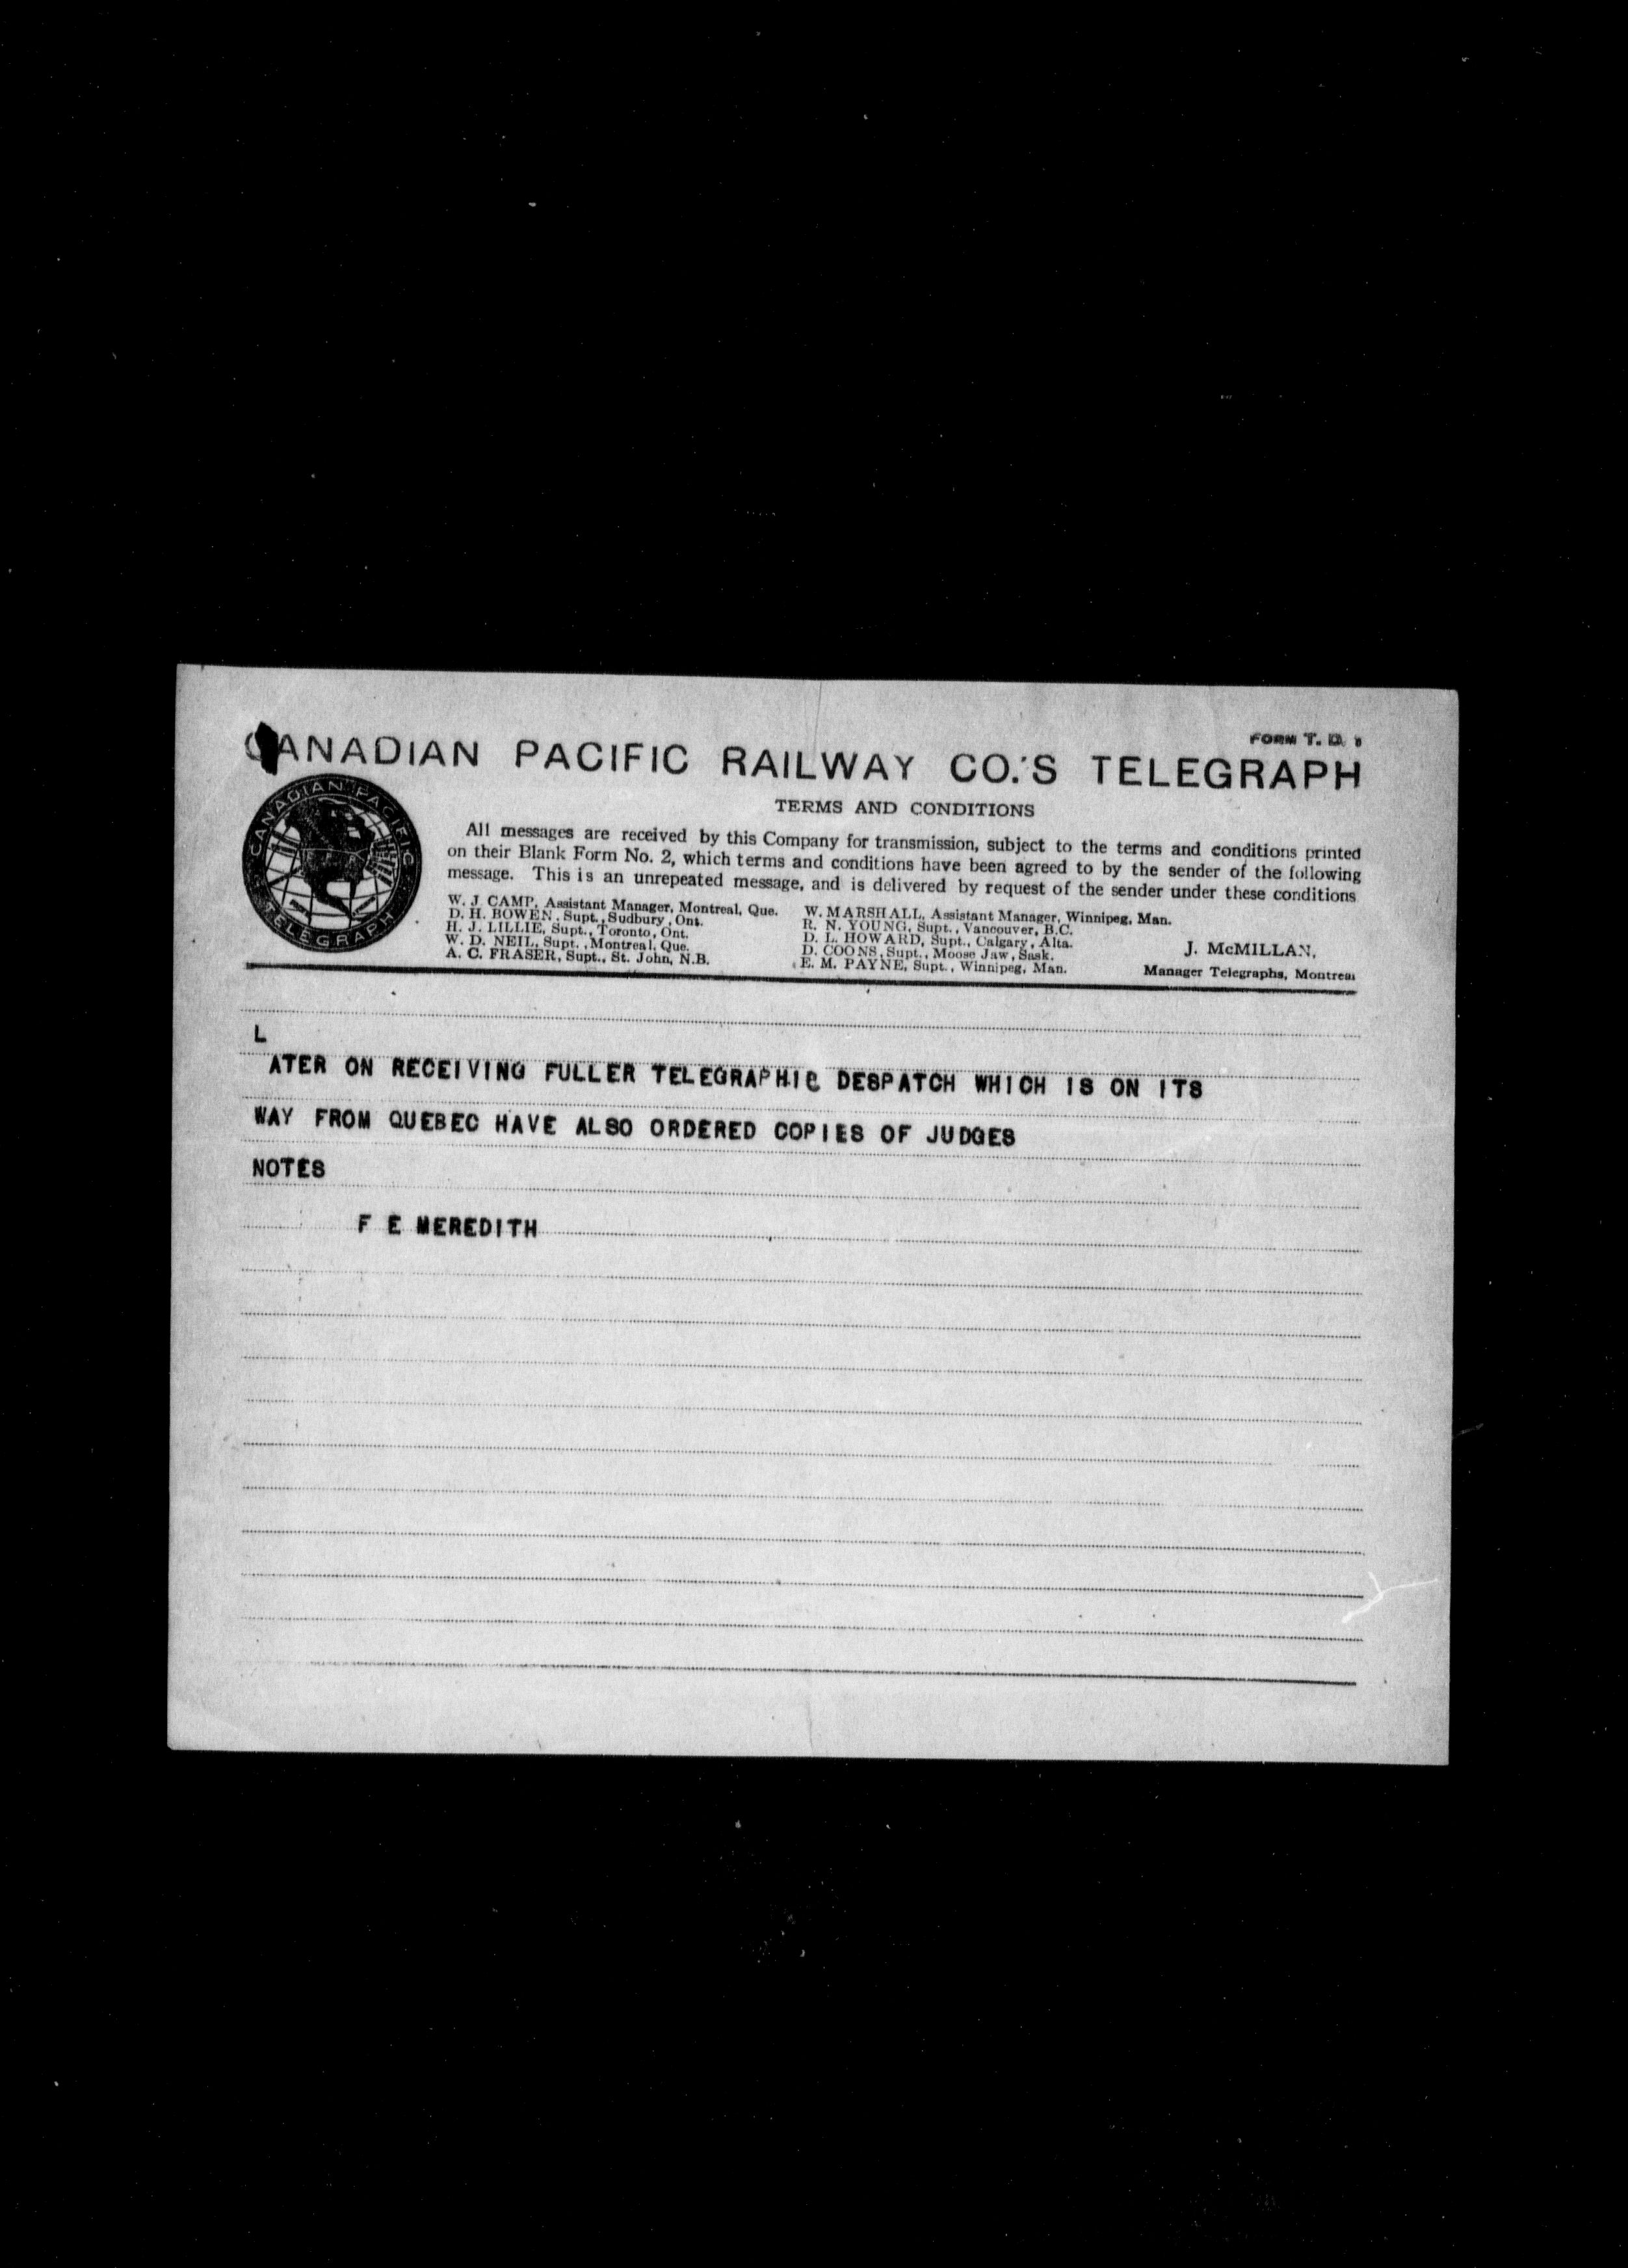 FORM T. D. 1
CANADIAN PACIFIC RAILWAY CO.'S TELEGRAPH
CANADIAN PACIFIC
TELEGRAPH
TERMS AND CONDITIONS
All messages are received by this Company for transmission, subject to the terms and conditions printed
on their Blank Form No. 2, which terms and conditions have been agreed to by the sender of the following
message. This is an unrepeated message, and is delivered by request of the sender under these conditions
W. J. CAMP, Assistant Manager, Montreal, Que.
D. H. BOWEN, Supt., Sudbury, Ont.
H. J. LILLIE, Supt., Toronto, Ont.
W. D. NEIL, Supt., Montreal, Que.
A. C. FRASER, Supt., St. John, N.B.
W. MARSHALL, Assistant Manager, Winnipeg, Man.
R. N. YOUNG, Supt., Vancouver, B.C.
D. L. HOWARD, Supt., Calgary, Alta.
D. COONS, Supt., Moose Jaw, Sask.
E. M. PAYNE, Supt., Winnipeg, Man.
J. McMILLAN,
Manager Telegraphs, Montreal
L
ATER ON RECEIVING FULLER TELEGRAPHIC DESPATCH WHICH IS ON ITS
WAY FROM QUEBEC HAVE ALSO ORDERED COPIES OF JUDGES
NOTES
F E MEREDITH